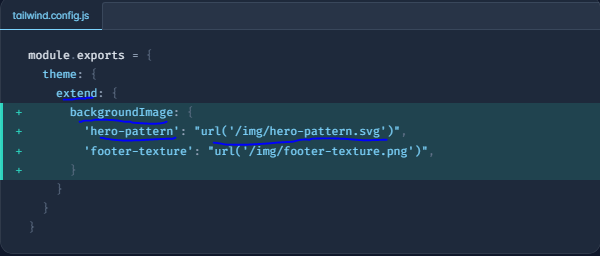 tailwind.config.js
module.exports = {
theme: {
extend: {
+ backgroundImage: {
+ 'hero-pattern': "url('/img/hero-pattern.svg')",
+ 'footer-texture': "url('/img/footer-texture.png')",
+ }
}
}
}